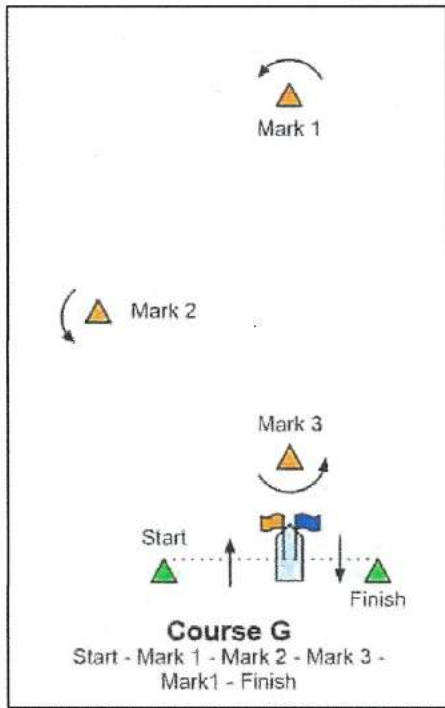 Mark 1
Mark 2
Mark 3
Start
Finish
Course G
Start - Mark 1 - Mark 2 - Mark 3 -
Mark1 - Finish